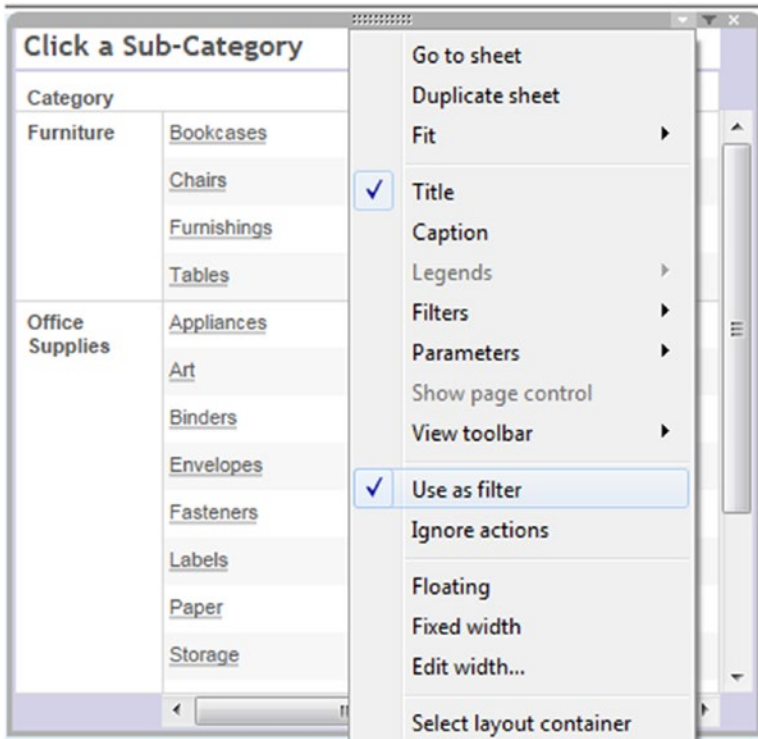 Click a Sub-Category
Category
Furniture
Bookcases
Chairs
Furnishings
Tables
Office
Supplies
Appliances
Art
Binders
Envelopes
Fasteners
Labels
Paper
Storage
Go to sheet
Duplicate sheet
Fit
Title
Caption
Legends
Filters
Parameters
Show page control
View toolbar
Use as filter
Ignore actions
Floating
Fixed width
Edit width...
Select layout container